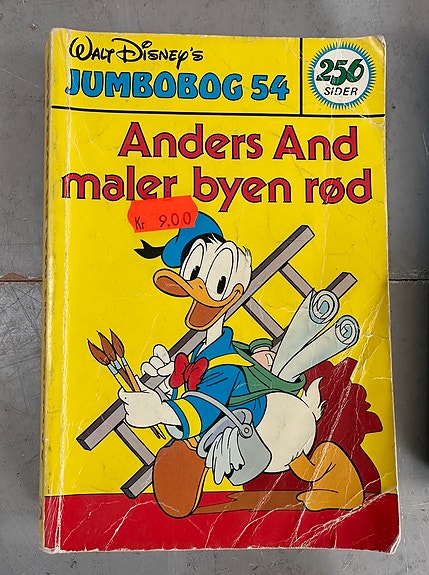 WALT DISNEY'S
JUMBOBOG 54
256
SiDER
Anders And
maler byen rød
Kr 9.00